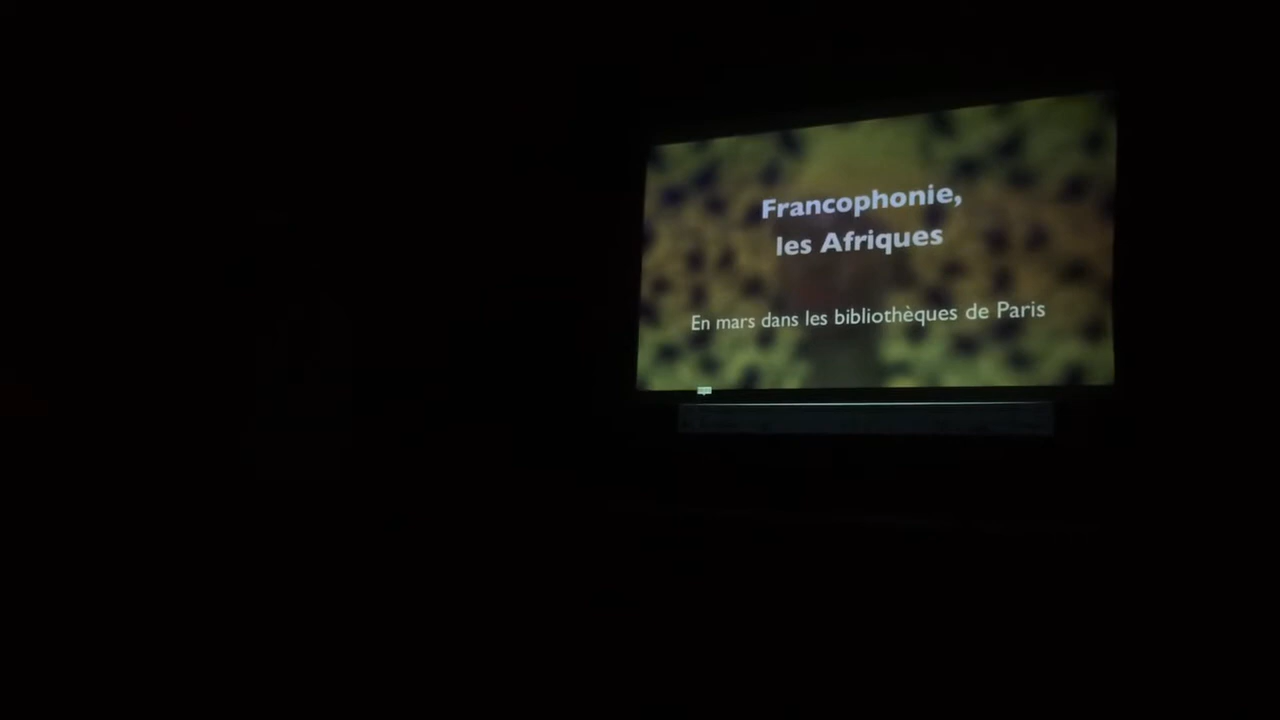 Francophonie,
les Afriques
En mars dans les bibliothèques de Paris